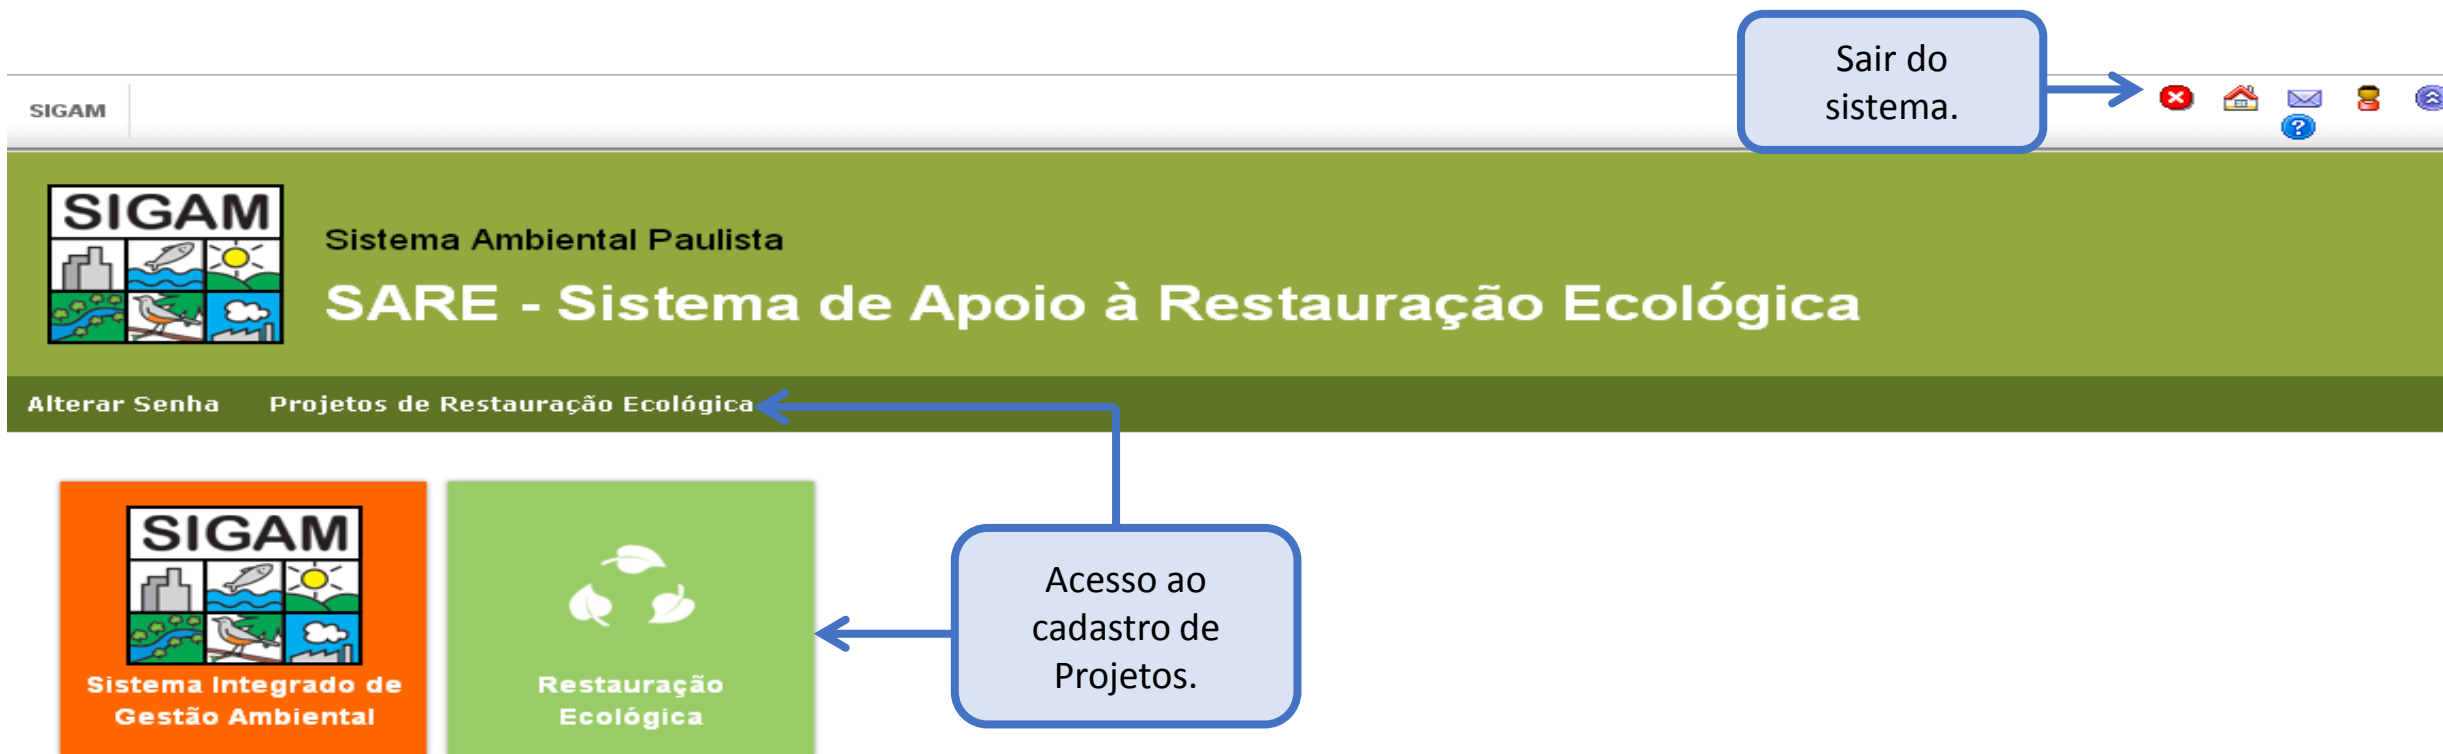 Sair do
sistema.
SIGAM
SIGAM
Sistema Ambiental Paulista
SARE - Sistema de Apoio à Restauração Ecológica
Alterar Senha Projetos de Restauração Ecológica
SIGAM
Sistema Integrado de
Gestão Ambiental
Restauração
Ecológica
Acesso ao
cadastro de
Projetos.